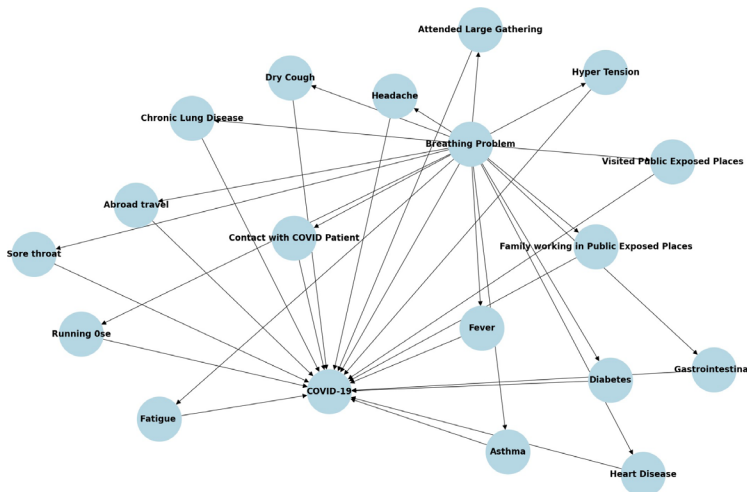 Attended Large Gathering
Hyper Tension
Dry Cough
Headache
Chronic Lung Disease
Breathing Problem
Visited Public Exposed Places
Abroad travel
Contact with COVID Patient
Family working in Public Exposed Places
Sore throat
Fever
Running 0se
Gastrointestina
Diabetes
COVID-19
Fatigue
Asthma
Heart Disease